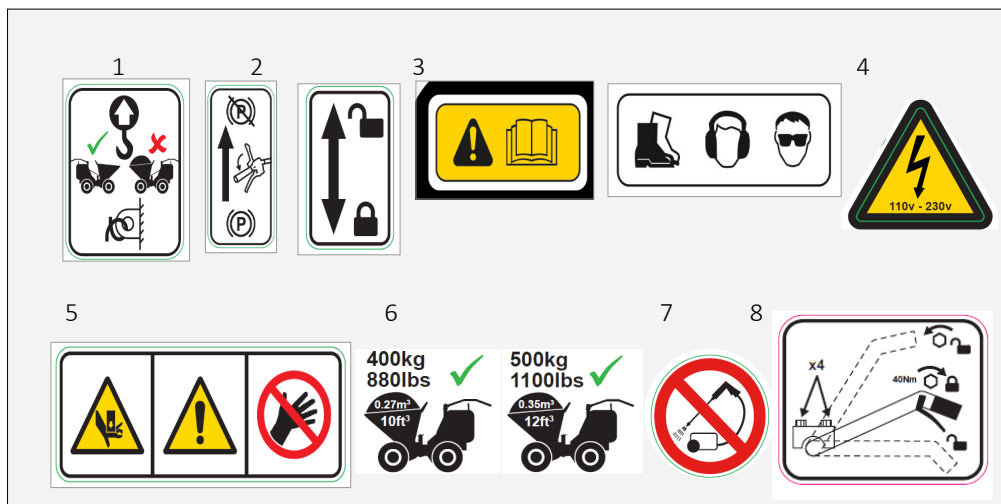 1
2
3
4
P
P
110v - 230v
5
6
7
8
400kg
880lbs
0.27m³
10ft³
500kg
1100lbs
0.35m³
12ft³
x4
40Nm